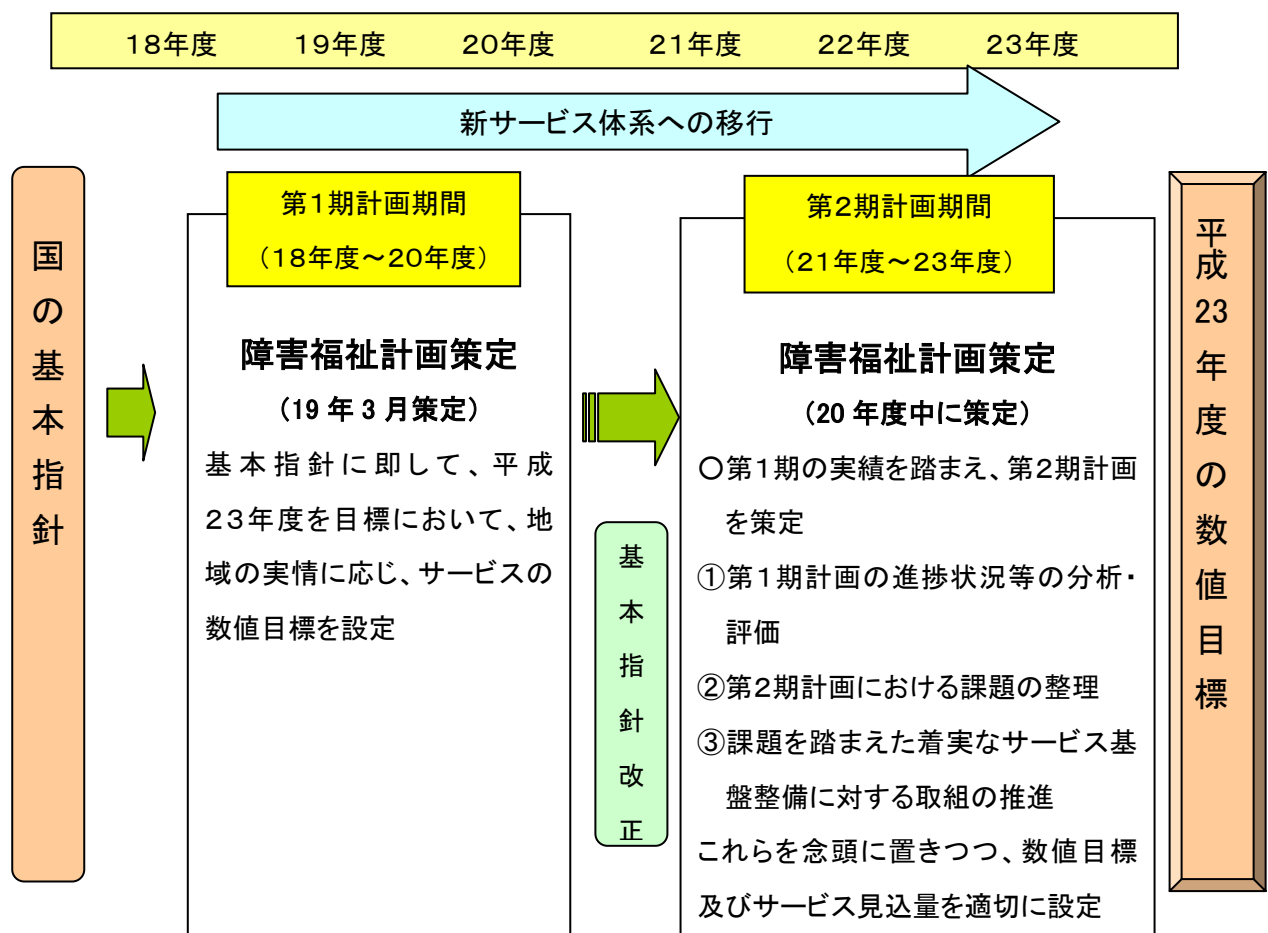 18年度 19年度 20年度 21年度 22年度 23年度
新サービス体系への移行
国の基本指針
第1期計画期間
(18年度~20年度)
障害福祉計画策定
(19年3月策定)
基本指針に即して、平成
23年度を目標において、地
域の実情に応じ、サービスの
数値目標を設定
基本指針改正
第2期計画期間
(21年度~23年度)
障害福祉計画策定
(20年度中に策定)
○第1期の実績を踏まえ、第2期計画
を策定
①第1期計画の進捗状況等の分析・
評価
②第2期計画における課題の整理
③課題を踏まえた着実なサービス基
盤整備に対する取組の推進
これらを念頭に置きつつ、数値目標
及びサービス見込量を適切に設定
平成23年度の数値目標